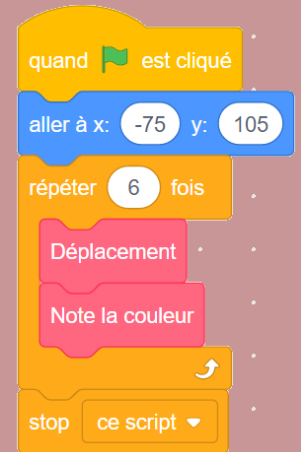 quand est cliqué
aller à x: -75 y: 105
répéter 6 fois
Déplacement
Note la couleur
stop ce script